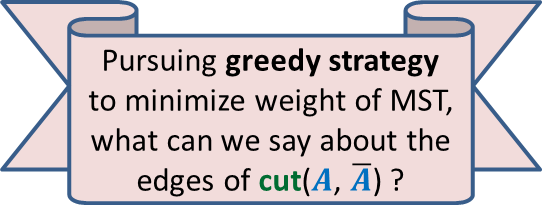 Pursuing greedy strategy
to minimize weight of MST,
what can we say about the
edges of cut(A, A̅) ?